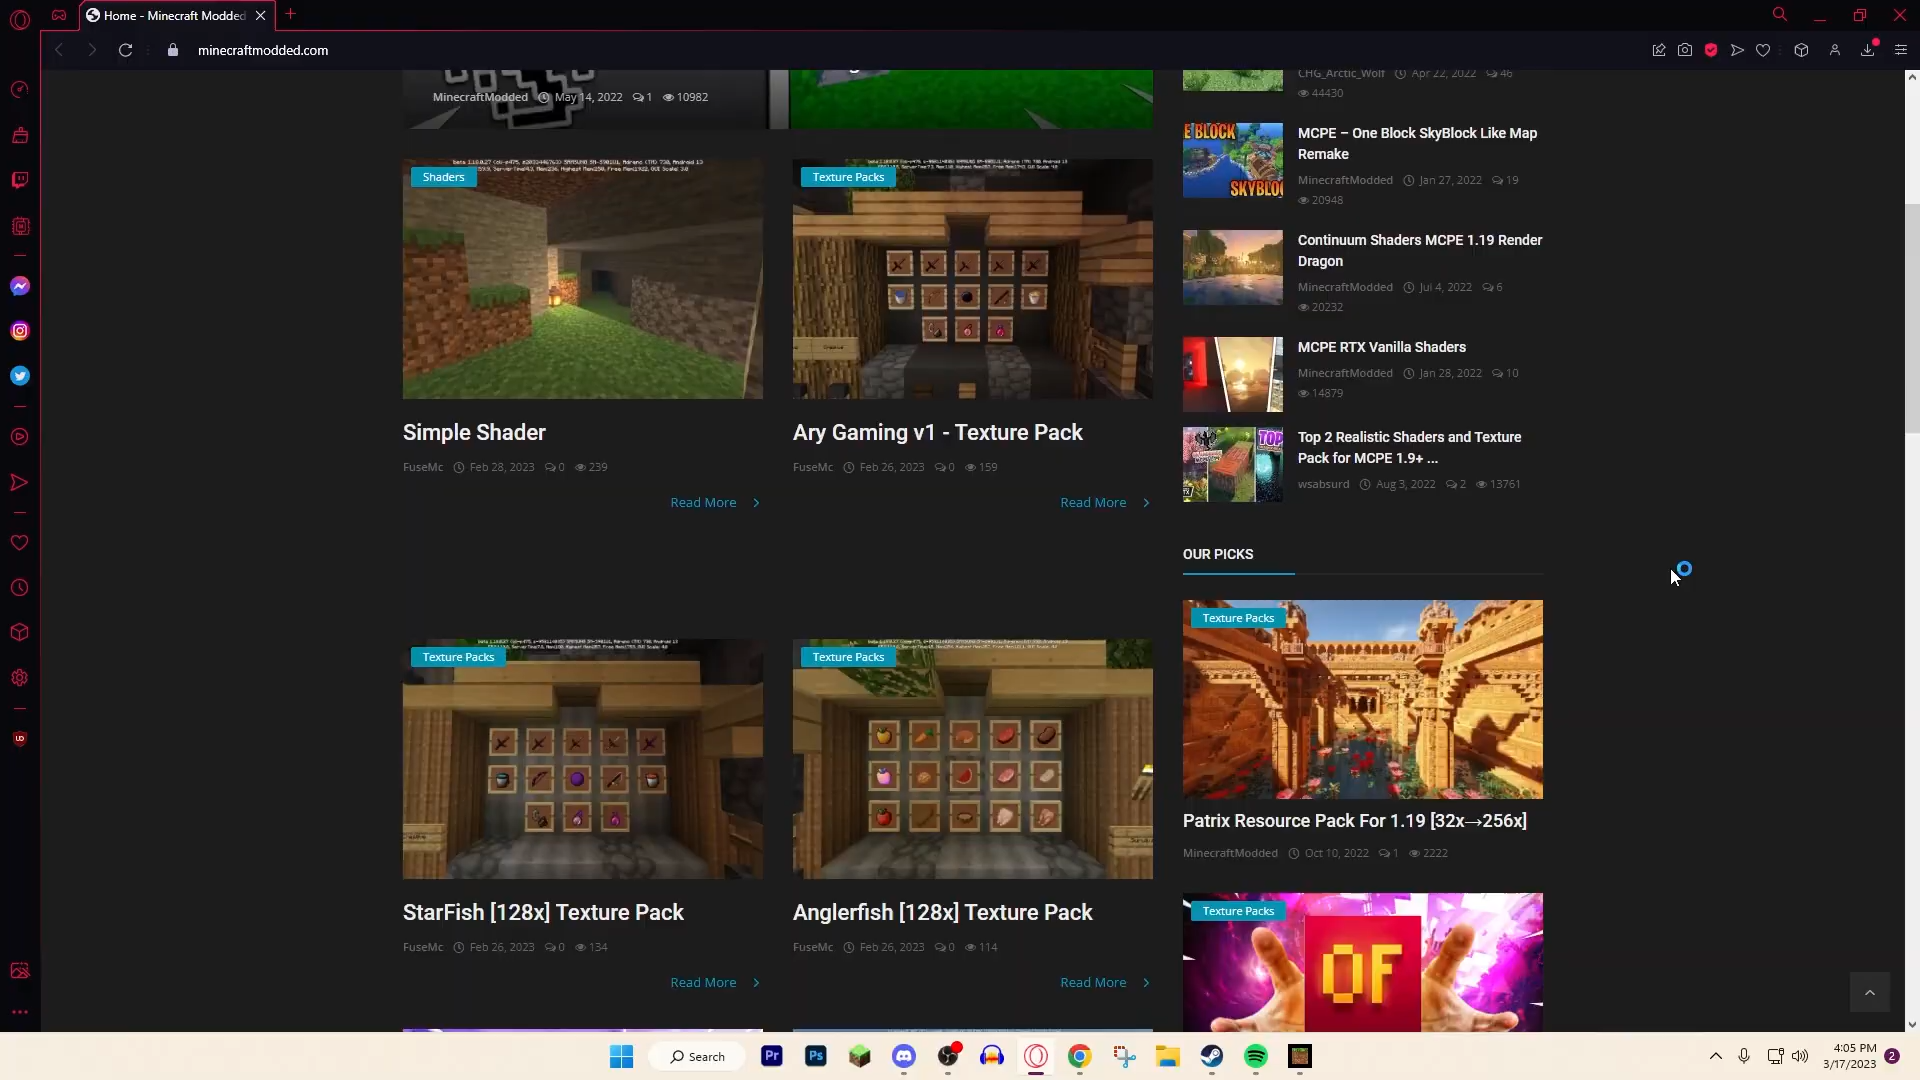 Home - Minecraft Modded
minecraftmodded.com
MinecraftModded May 14, 2022 1 10982
Shaders
Simple Shader
FuseMc Feb 28, 2023 0 239
Read More
Texture Packs
Ary Gaming v1 - Texture Pack
FuseMc Feb 26, 2023 0 159
Read More
Texture Packs
StarFish [128x] Texture Pack
FuseMc Feb 26, 2023 0 134
Read More
Texture Packs
Anglerfish [128x] Texture Pack
FuseMc Feb 26, 2023 0 114
Read More
CHG_Arctic_Wolf Apr 22, 2022 46
44430
E BLOCK
SKYBLO
MCPE – One Block SkyBlock Like Map
Remake
MinecraftModded Jan 27, 2022 19
20948
Continuum Shaders MCPE 1.19 Render
Dragon
MinecraftModded Jul 4, 2022 6
20232
MCPE RTX Vanilla Shaders
MinecraftModded Jan 28, 2022 10
14879
TOP
Top 2 Realistic Shaders and Texture
Pack for MCPE 1.9+ ...
wsabsurd Aug 3, 2022 2 13761
OUR PICKS
Texture Packs
Patrix Resource Pack For 1.19 [32x→256x]
MinecraftModded Oct 10, 2022 1 2222
Texture Packs
OF
Search
Pr
Ps
4:05 PM
3/17/2023
2